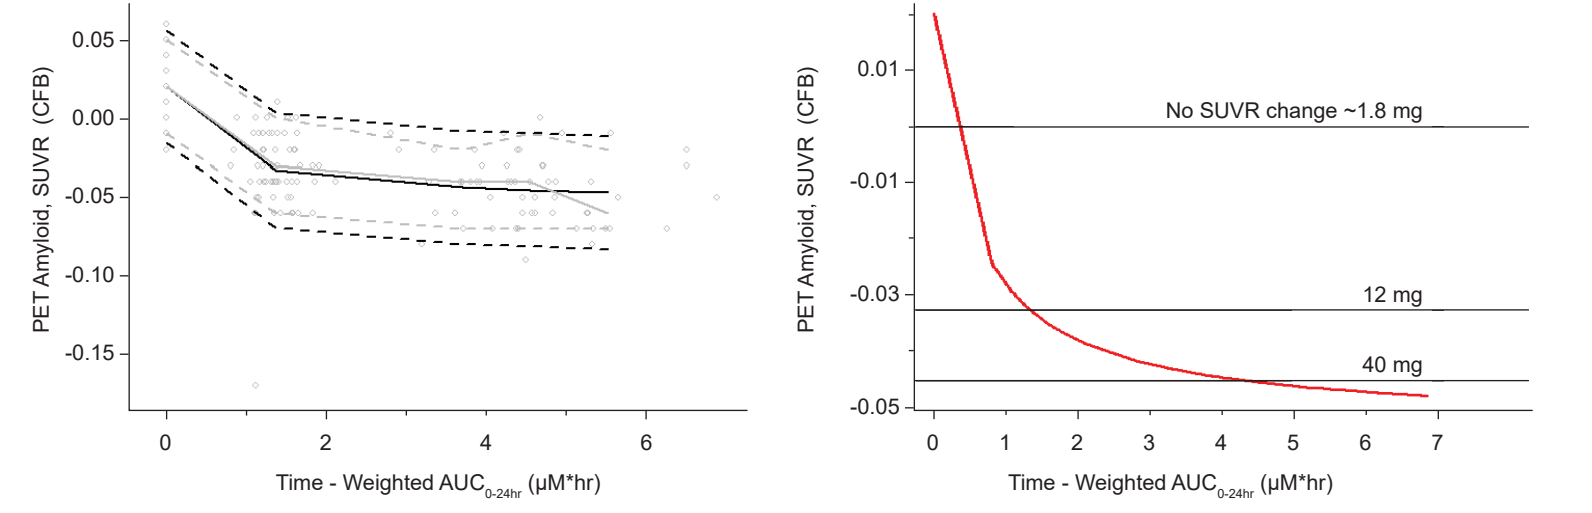 PET Amyloid, SUVR (CFB)
0.05
0.00
-0.05
-0.10
-0.15
0 2 4 6
Time - Weighted AUC0-24hr (µM*hr)
PET Amyloid, SUVR (CFB)
0.01
-0.01
-0.03
-0.05
No SUVR change ~1.8 mg
12 mg
40 mg
0 1 2 3 4 5 6 7
Time - Weighted AUC0-24hr (µM*hr)